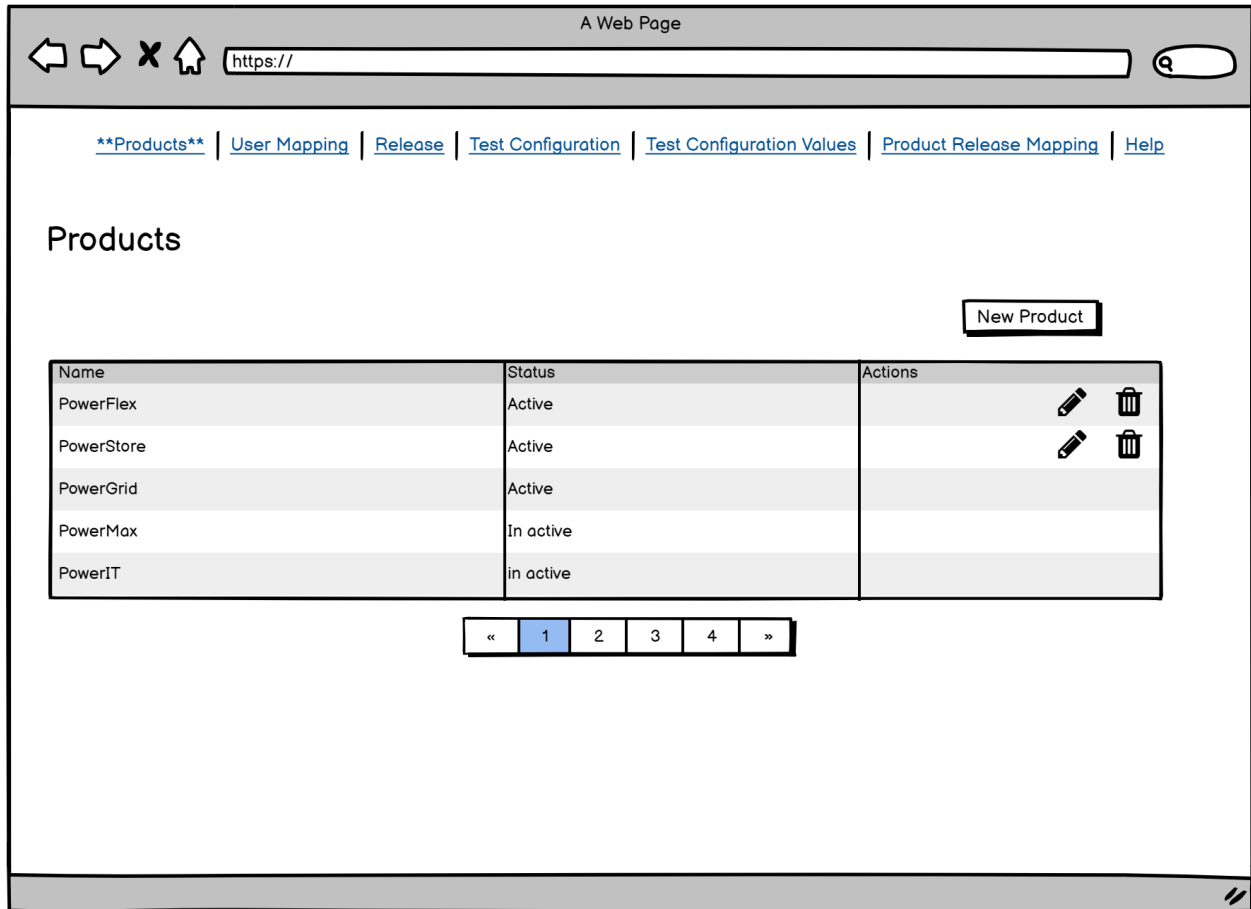 A Web Page
https://
**Products** User Mapping Release Test Configuration Test Configuration Values Product Release Mapping Help
Products
New Product
Name Status Actions
PowerFlex Active
PowerStore Active
PowerGrid Active
PowerMax In active
PowerIT in active
« 1 2 3 4 »